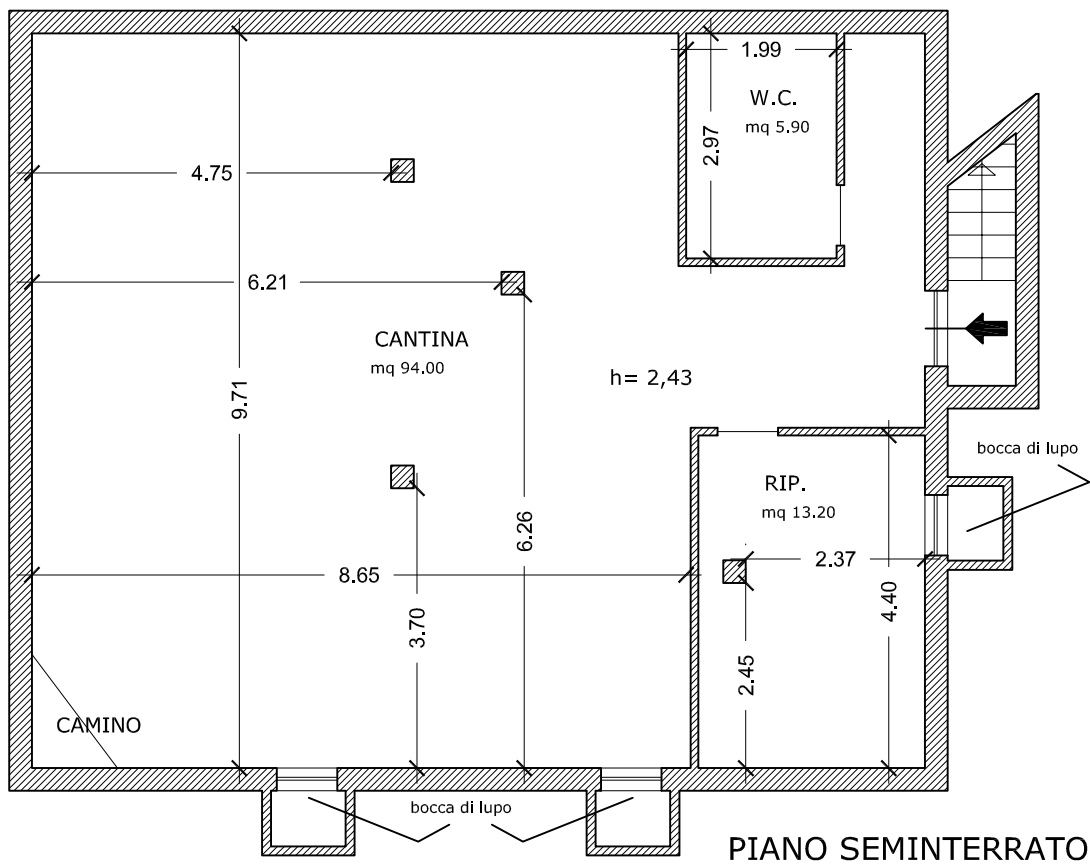 1.99
W.C.
mq 5.90
2.97
4.75
6.21
CANTINA
mq 94.00
h= 2,43
9.71
bocca di lupo
RIP.
mq 13.20
6.26
2.37
8.65
3.70
4.40
2.45
CAMINO
bocca di lupo
PIANO SEMINTERRATO